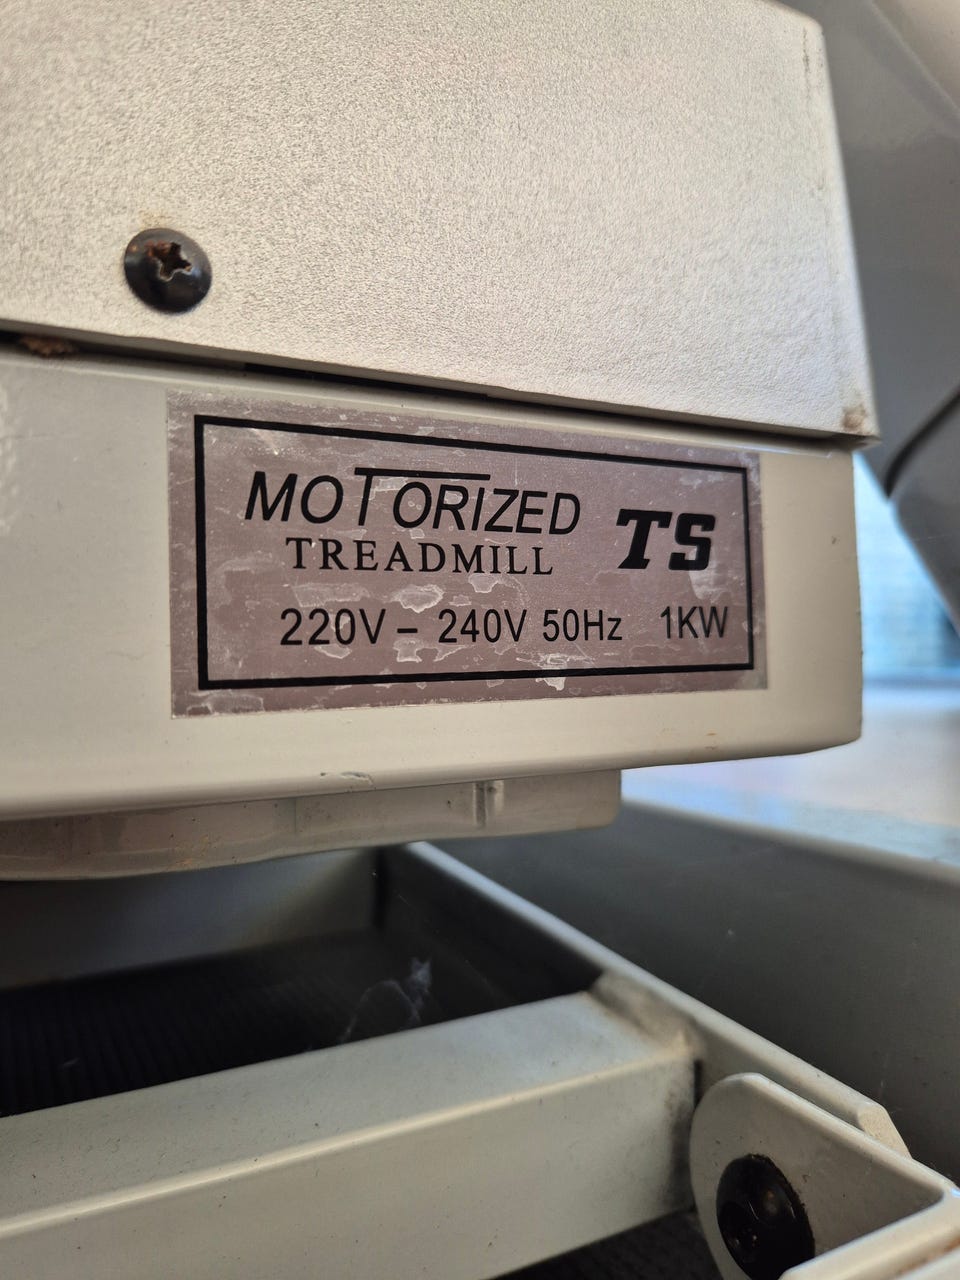 MOTORIZED
TREADMILL TS
220V – 240V 50Hz 1KW